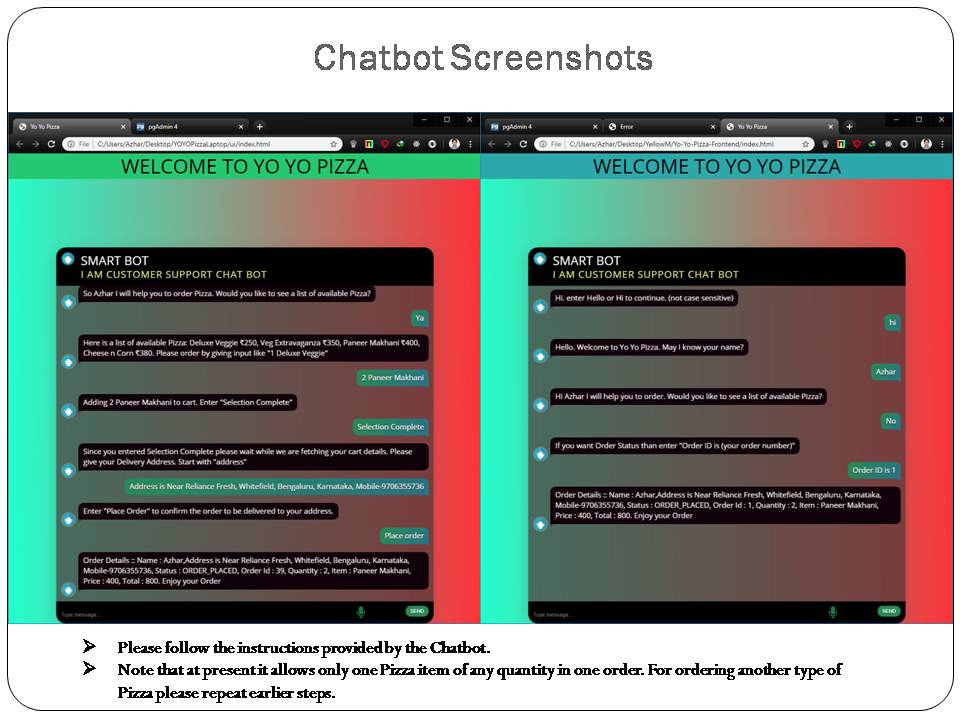 Chatbot Screenshots
Yo Yo Pizza
pgAdmin 4
File
C:/Users/Azhar/Desktop/YOYOPizzaLaptop/ui/index.html
WELCOME TO YO YO PIZZA
SMART BOT
I AM CUSTOMER SUPPORT CHAT BOT
So Azhar I will help you to order Pizza. Would you like to see a list of available Pizza?
Ya
Here is a list of available Pizza: Deluxe Veggie ₹250, Veg Extravaganza ₹350, Paneer Makhani ₹400,
Cheese n Corn ₹380. Please order by giving input like "1 Deluxe Veggie"
2 Paneer Makhani
Adding 2 Paneer Makhani to cart. Enter "Selection Complete"
Selection Complete
Since you entered Selection Complete please wait while we are fetching your cart details. Please
give your Delivery Address. Start with "address"
Address is Near Reliance Fresh, Whitefield, Bengaluru, Karnataka, Mobile-9706355736
Enter "Place Order" to confirm the order to be delivered to your address.
Place order
Order Details :: Name : Azhar,Address is Near Reliance Fresh, Whitefield, Bengaluru, Karnataka,
Mobile-9706355736, Status : ORDER_PLACED, Order Id : 39, Quantity : 2, Item : Paneer Makhani,
Price : 400, Total : 800. Enjoy your Order
Type message...
SEND
pgAdmin 4
Error
Yo Yo Pizza
File
C:/Users/Azhar/Desktop/YellowM/Yo-Yo-Pizza-Frontend/index.html
WELCOME TO YO YO PIZZA
SMART BOT
I AM CUSTOMER SUPPORT CHAT BOT
Hi. enter Hello or Hi to continue. (not case sensitive)
hi
Hello. Welcome to Yo Yo Pizza. May I know your name?
Azhar
Hi Azhar I will help you to order. Would you like to see a list of available Pizza?
No
If you want Order Status than enter "Order ID is (your order number)"
Order ID is 1
Order Details :: Name : Azhar,Address is Near Reliance Fresh, Whitefield, Bengaluru, Karnataka,
Mobile-9706355736, Status : ORDER_PLACED, Order Id : 1, Quantity : 2, Item : Paneer Makhani,
Price : 400, Total : 800. Enjoy your Order
Type message...
SEND
Please follow the instructions provided by the Chatbot.
Note that at present it allows only one Pizza item of any quantity in one order. For ordering another type of
Pizza please repeat earlier steps.